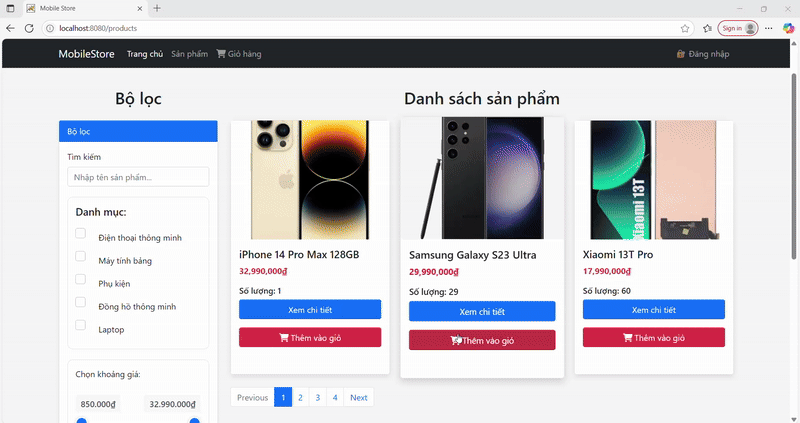 Mobile Store
localhost:8080/products
Sign in
MobileStore
Trang chủ
Sản phẩm
Giỏ hàng
Đăng nhập
Bộ lọc
Danh sách sản phẩm
Bộ lọc
Tìm kiếm
Nhập tên sản phẩm...
Danh mục:
Điện thoại thông minh
Máy tính bảng
Phụ kiện
Đồng hồ thông minh
Laptop
Chọn khoảng giá:
850.000₫
32.990.000₫
iPhone 14 Pro Max 128GB
32,990,000₫
Số lượng: 1
Xem chi tiết
Thêm vào giỏ
Samsung Galaxy S23 Ultra
29,990,000₫
Số lượng: 29
Xem chi tiết
Thêm vào giỏ
Xiaomi 13T
Xiaomi 13T Pro
17,990,000₫
Số lượng: 60
Xem chi tiết
Thêm vào giỏ
Previous
1
2
3
4
Next